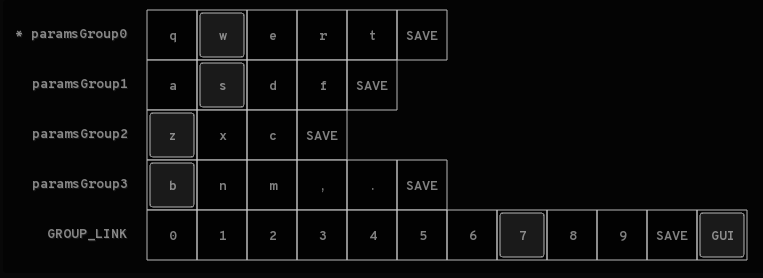 * paramsGroup0 q w e r t SAVE
paramsGroup1 a s d f SAVE
paramsGroup2 z x c SAVE
paramsGroup3 b n m , . SAVE
GROUP_LINK 0 1 2 3 4 5 6 7 8 9 SAVE GUI